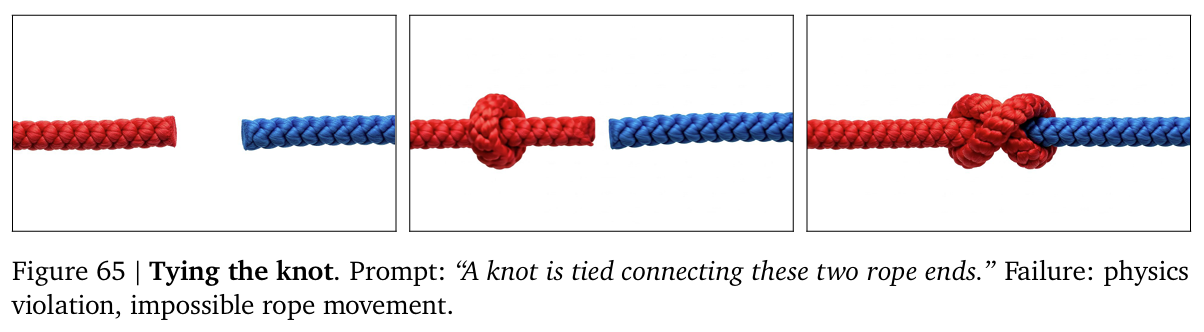 Figure 65 | Tying the knot. Prompt: “A knot is tied connecting these two rope ends.” Failure: physics
violation, impossible rope movement.